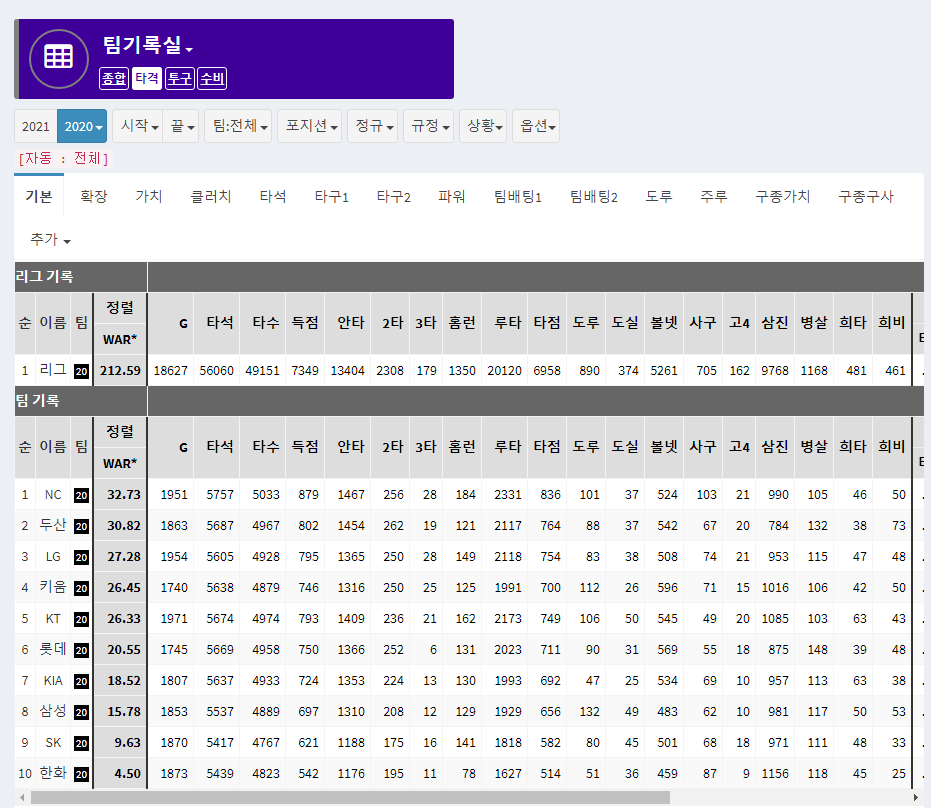 팀기록실
종합 타격 투구 수비
2021 2020 시작 끝 팀:전체 포지션 정규 규정 상황 옵션
[자동 : 전체]
기본 확장 가치 클러치 타석 타구1 타구2 파워 팀배팅1 팀배팅2 도루 주루 구종가치 구종구사
추가
리그 기록
순 이름 팀 정렬 G 타석 타수 득점 안타 2타 3타 홈런 루타 타점 도루 도실 볼넷 사구 고4 삼진 병살 희타 희비
WAR*
1 리그 20 212.59 18627 56060 49151 7349 13404 2308 179 1350 20120 6958 890 374 5261 705 162 9768 1168 481 461
팀 기록
순 이름 팀 정렬 G 타석 타수 득점 안타 2타 3타 홈런 루타 타점 도루 도실 볼넷 사구 고4 삼진 병살 희타 희비
WAR*
1 NC 20 32.73 1951 5757 5033 879 1467 256 28 184 2331 836 101 37 524 103 21 990 105 46 50
2 두산 20 30.82 1863 5687 4967 802 1454 262 19 121 2117 764 88 37 542 67 20 784 132 38 73
3 LG 20 27.28 1954 5605 4928 795 1365 250 28 149 2118 754 83 38 508 74 21 953 115 47 48
4 키움 20 26.45 1740 5638 4879 746 1316 250 25 125 1991 700 112 26 596 71 15 1016 106 42 50
5 KT 20 26.33 1971 5674 4974 793 1409 236 21 162 2173 749 106 50 545 49 20 1085 103 63 43
6 롯데 20 20.55 1745 5669 4958 750 1366 252 6 131 2023 711 90 31 569 55 18 875 148 39 48
7 KIA 20 18.52 1807 5637 4933 724 1353 224 13 130 1993 692 47 25 534 69 10 957 113 63 38
8 삼성 20 15.78 1853 5537 4889 697 1310 208 12 129 1929 656 132 49 483 62 10 981 117 50 53
9 SK 20 9.63 1870 5417 4767 621 1188 175 16 141 1818 582 80 45 501 68 18 971 111 48 33
10 한화 20 4.50 1873 5439 4823 542 1176 195 11 78 1627 514 51 36 459 87 9 1156 118 45 25